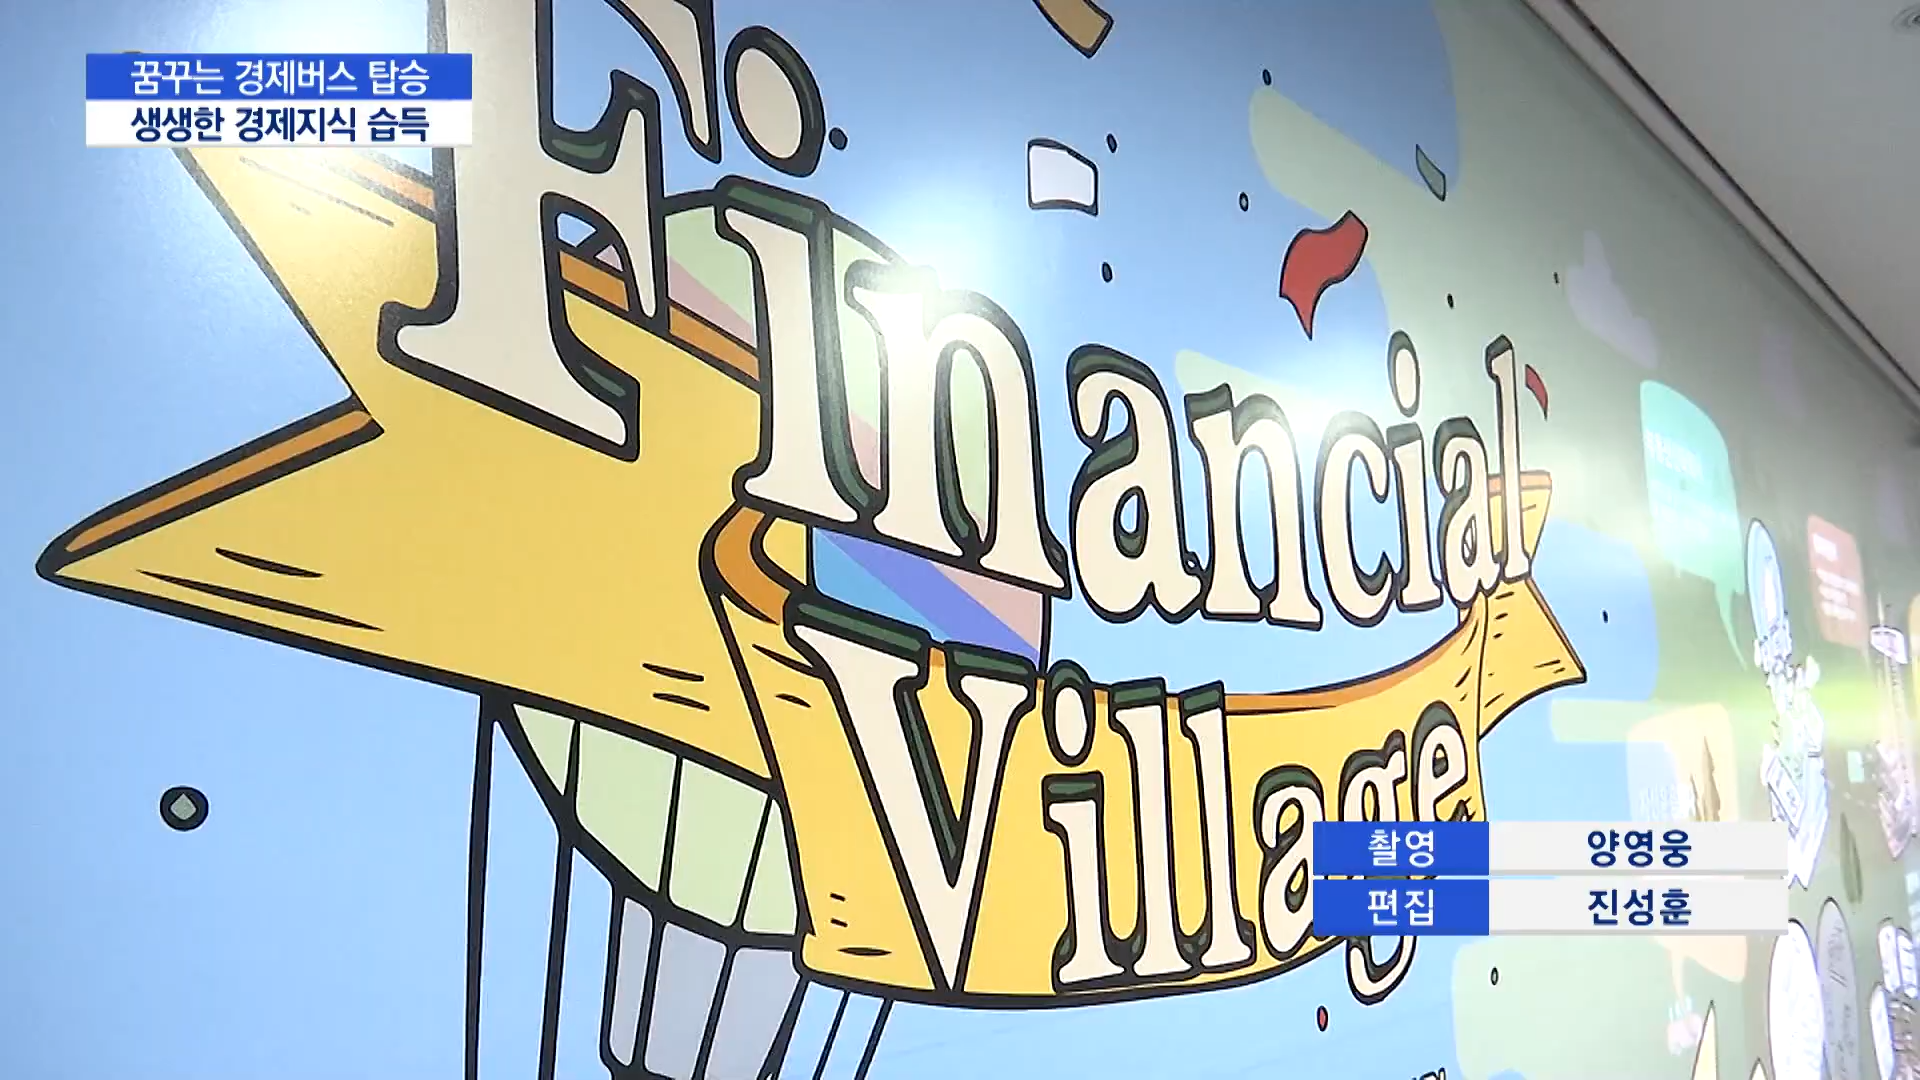 꿈꾸는 경제버스 탑승
생생한 경제지식 습득
Financial
Village
촬영 양영웅
편집 진성훈